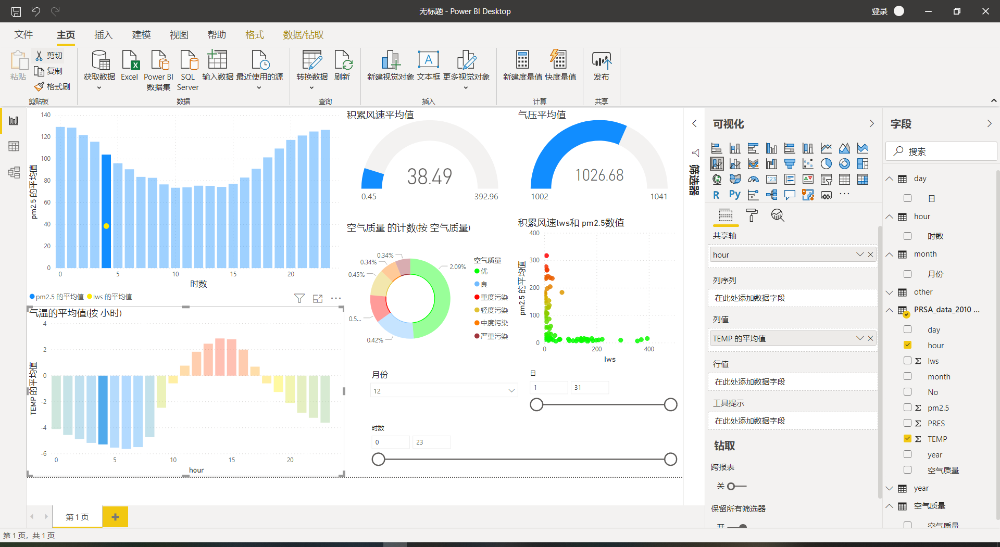 无标题 - Power BI Desktop
登录
文件
主页
插入
建模
视图
帮助
格式
数据/钻取
粘贴
剪切
复制
格式刷
剪贴板
获取数据
Excel
Power BI
数据集
SQL
Server
输入数据
最近使用的源
数据
转换数据
刷新
查询
新建视觉对象
文本框
更多视觉对象
插入
新建度量值
快度量值
计算
发布
共享
140
120
100
80
60
40
20
0
pm2.5 的平均值
0
5
10
15
20
时数
pm2.5 的平均值
Iws 的平均值
气温的平均值(按 小时)
4
2
0
-2
-4
-6
TEMP 的平均值
0
5
10
15
20
hour
积累风速平均值
38.49
0.45
392.96
气压平均值
1026.68
1002
1041
空气质量 的计数(按 空气质量)
0.34%
0.34%
0.45%
0.5...
0.42%
2.09%
空气质量
优
良
重度污染
轻度污染
中度污染
严重污染
积累风速lws和 pm2.5数值
400
300
200
100
0
pm2.5 的平均值
0
200
400
Iws
月份
12
日
1
31
时数
0
23
筛选器
可视化
123
R
Py
共享轴
hour
列序列
在此处添加数据字段
列值
TEMP 的平均值
行值
在此处添加数据字段
工具提示
在此处添加数据字段
钻取
跨报表
关
保留所有筛选器
开
字段
搜索
day
日
hour
时数
month
月份
other
PRSA_data_2010 ...
day
hour
Iws
month
No
pm2.5
PRES
TEMP
year
空气质量
year
空气质量
空气质量
第 1 页
第 1 页，共 1 页